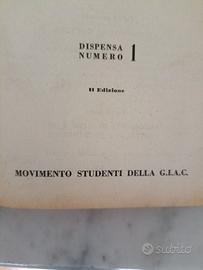 DISPENSA
NUMERO 1
II Edizione
MOVIMENTO STUDENTI DELLA G.I.A.C.
subito